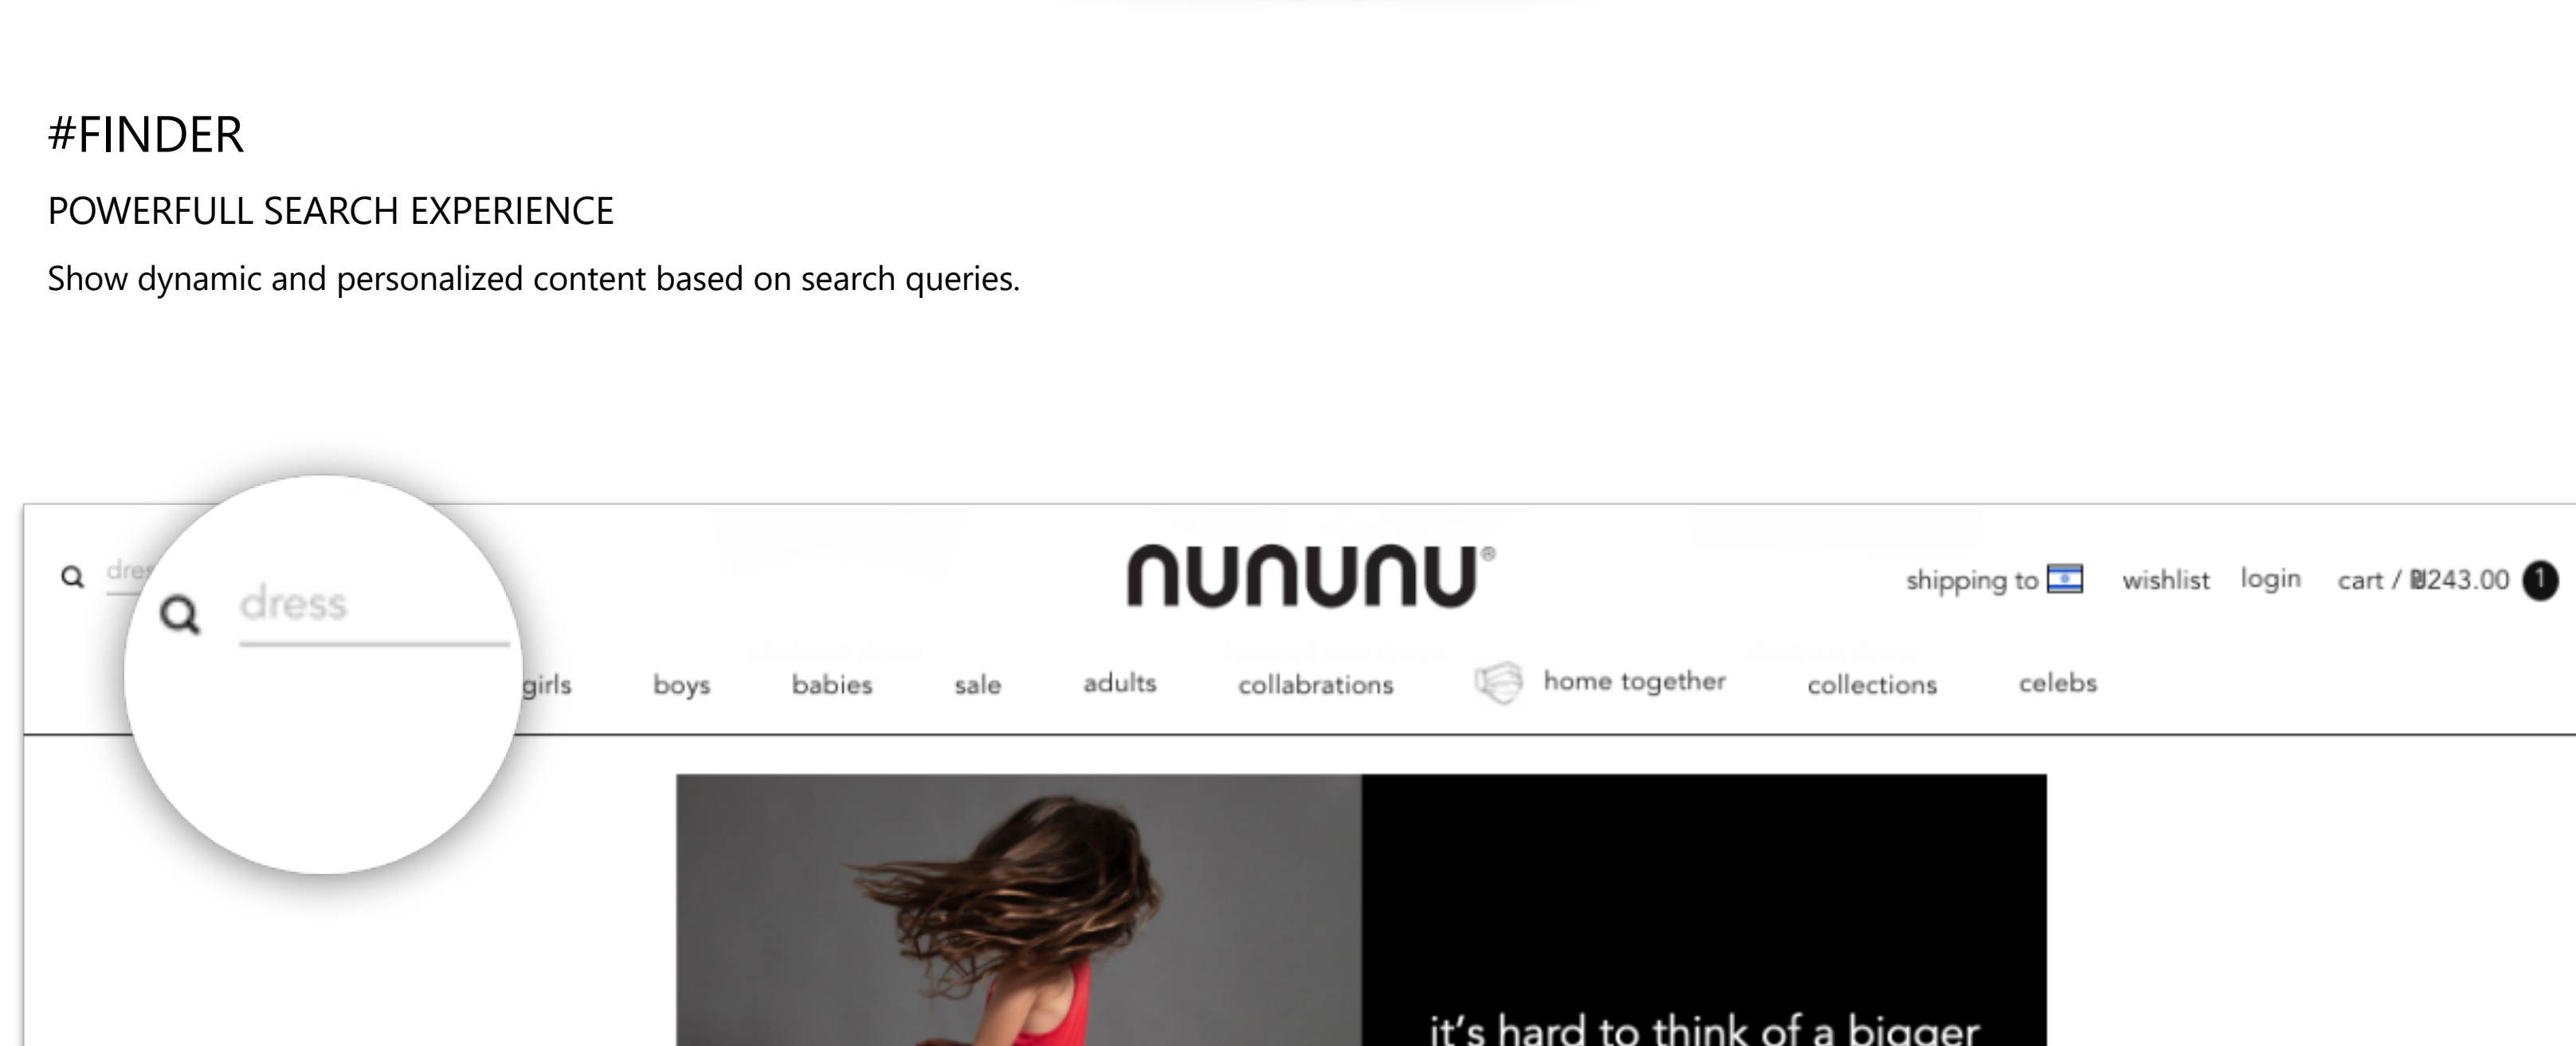 #FINDER
POWERFULL SEARCH EXPERIENCE
Show dynamic and personalized content based on search queries.
dress
nununu®
shipping to wishlist login cart / ₪243.00 1
girls boys babies sale adults collabrations home together collections celebs
it's hard to think of a bigger